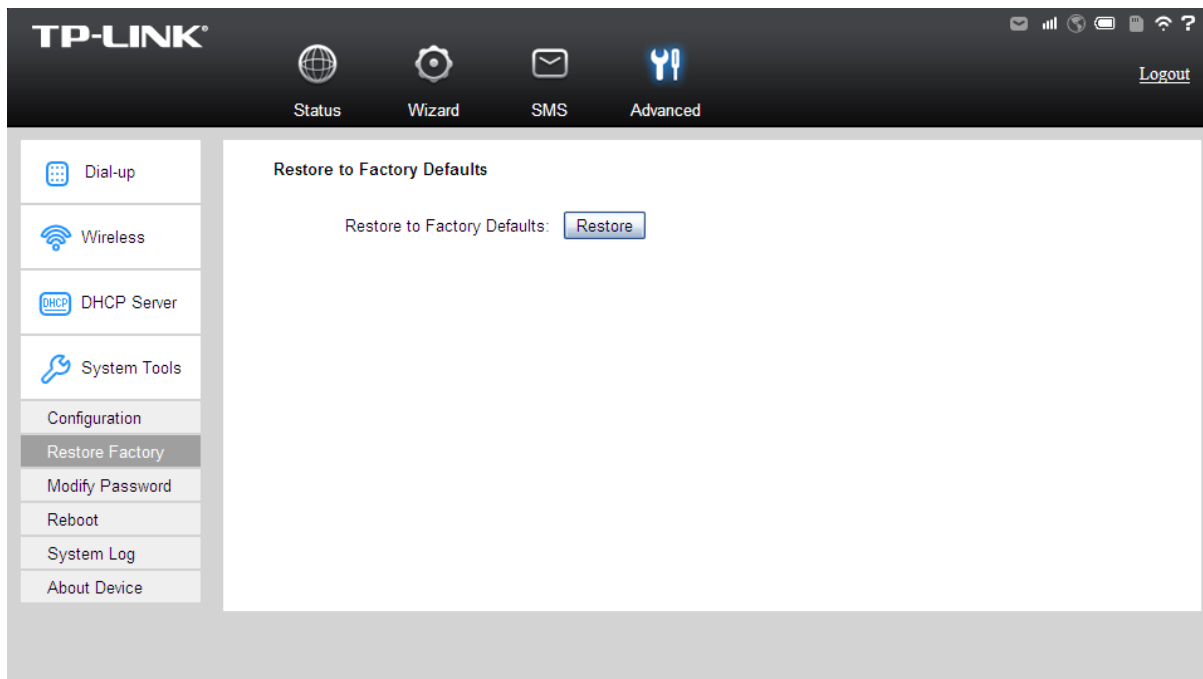 TP-LINK®
Status
Wizard
SMS
Advanced
?
Logout
Dial-up
Wireless
DHCP
DHCP Server
System Tools
Configuration
Restore Factory
Modify Password
Reboot
System Log
About Device
Restore to Factory Defaults
Restore to Factory Defaults: Restore